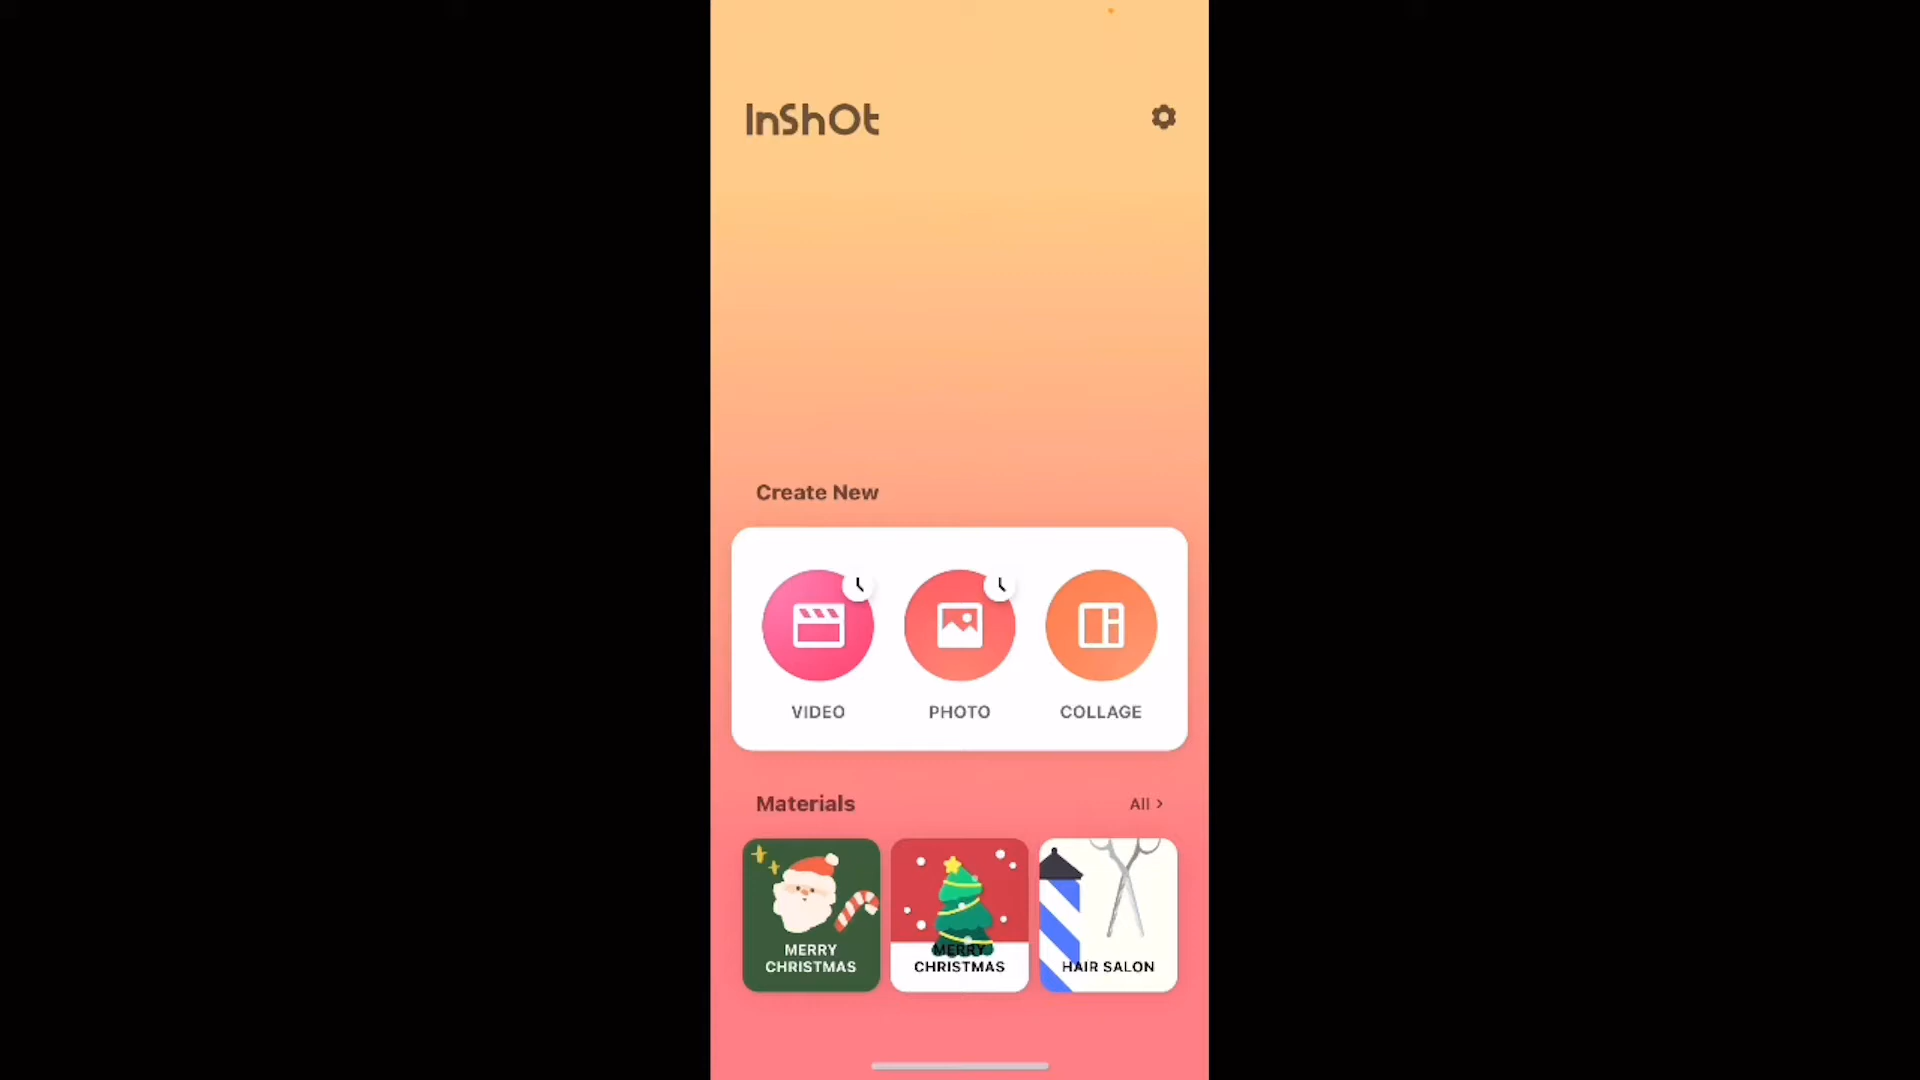 InShOt
Create New
VIDEO
PHOTO
COLLAGE
Materials
All >
MERRY
CHRISTMAS
MERRY
CHRISTMAS
HAIR SALON